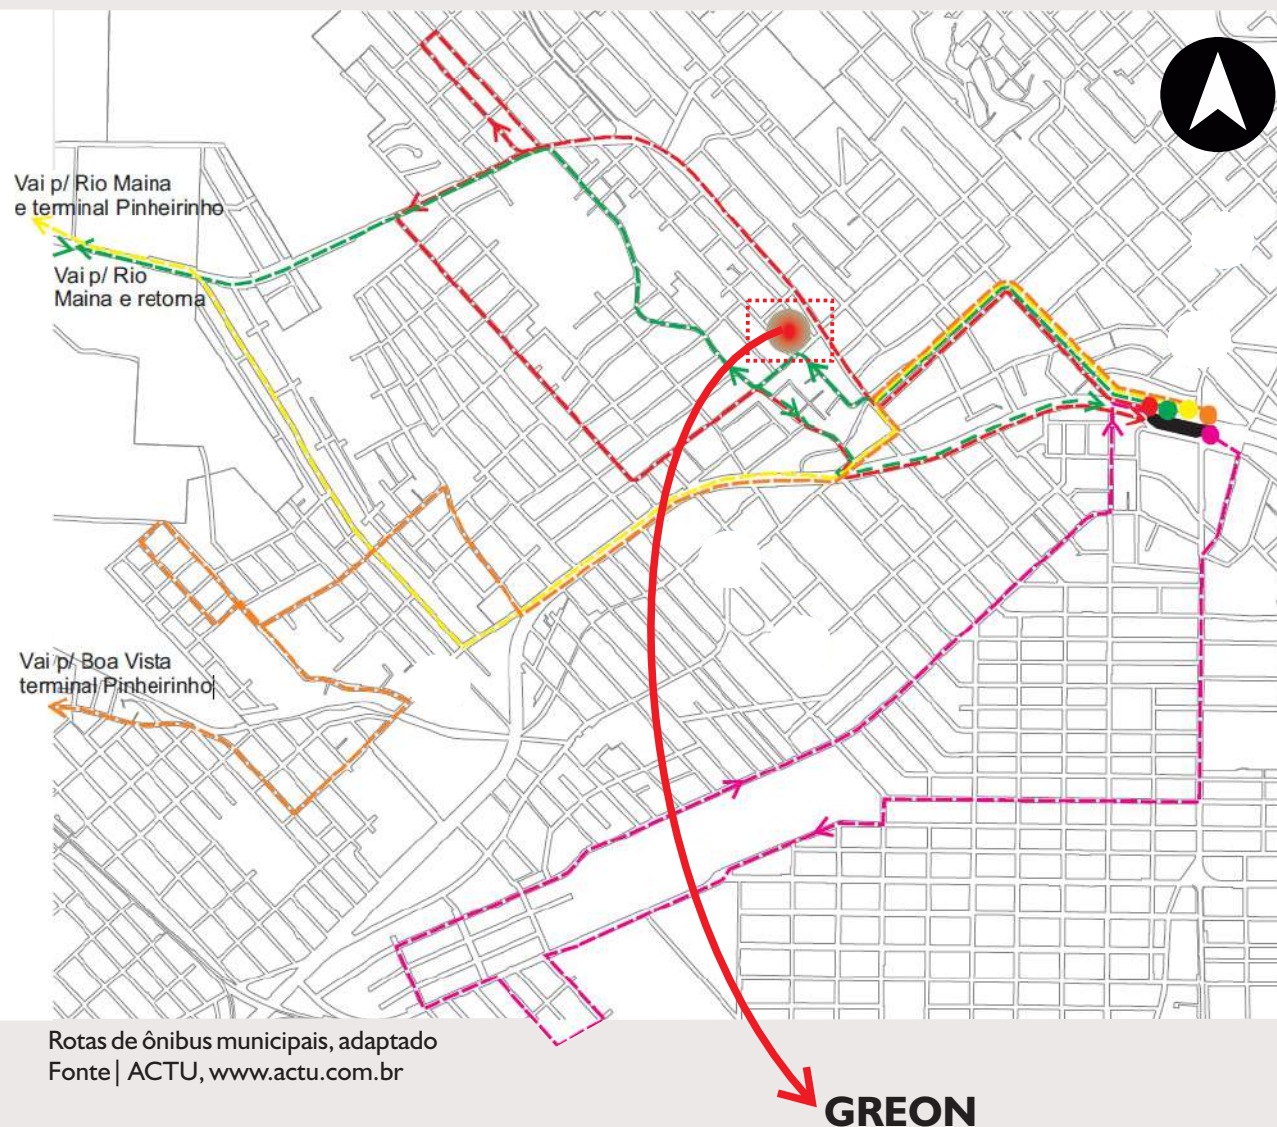 Vai p/ Rio Maina
e terminal Pinheirinho
Vai p/ Rio
Maina e retorna
Vai p/ Boa Vista
terminal Pinheirinho
Rotas de ônibus municipais, adaptado
Fonte | ACTU, www.actu.com.br
GREON